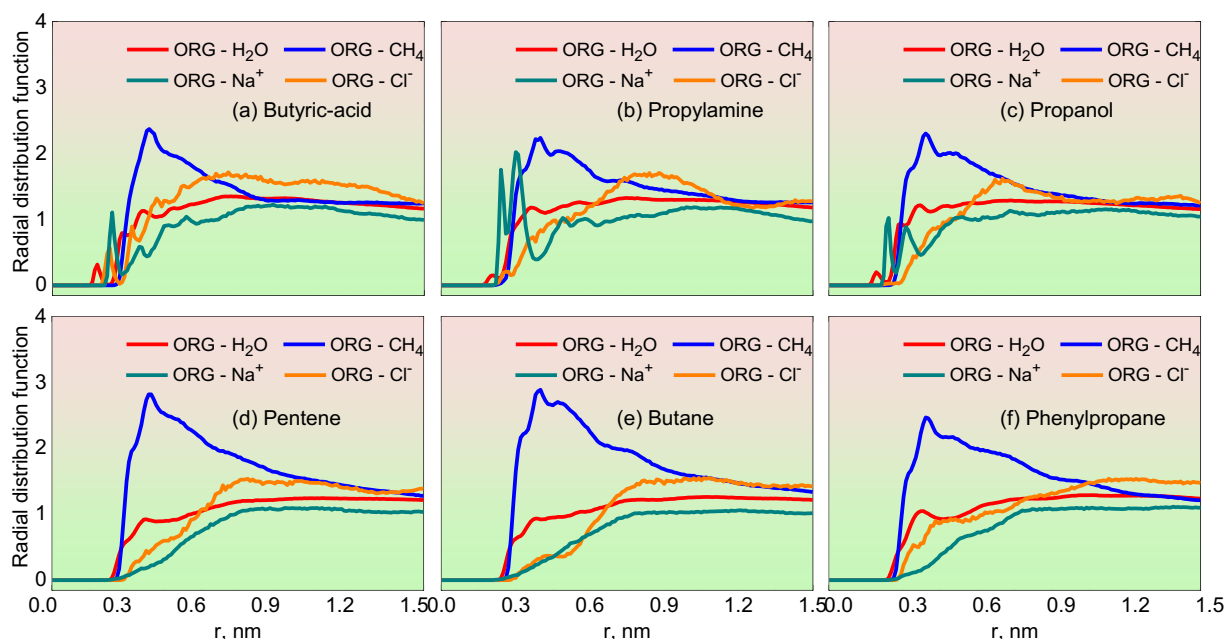 4
3
2
1
0
Radial distribution function
ORG - H₂O
ORG - CH₄
ORG - Na⁺
ORG - Cl⁻
(a) Butyric-acid
ORG - H₂O
ORG - CH₄
ORG - Na⁺
ORG - Cl⁻
(b) Propylamine
ORG - H₂O
ORG - CH₄
ORG - Na⁺
ORG - Cl⁻
(c) Propanol
4
3
2
1
0
Radial distribution function
ORG - H₂O
ORG - CH₄
ORG - Na⁺
ORG - Cl⁻
(d) Pentene
0.0 0.3 0.6 0.9 1.2 1.5
r, nm
ORG - H₂O
ORG - CH₄
ORG - Na⁺
ORG - Cl⁻
(e) Butane
0.0 0.3 0.6 0.9 1.2 1.5
r, nm
ORG - H₂O
ORG - CH₄
ORG - Na⁺
ORG - Cl⁻
(f) Phenylpropane
0.0 0.3 0.6 0.9 1.2 1.5
r, nm